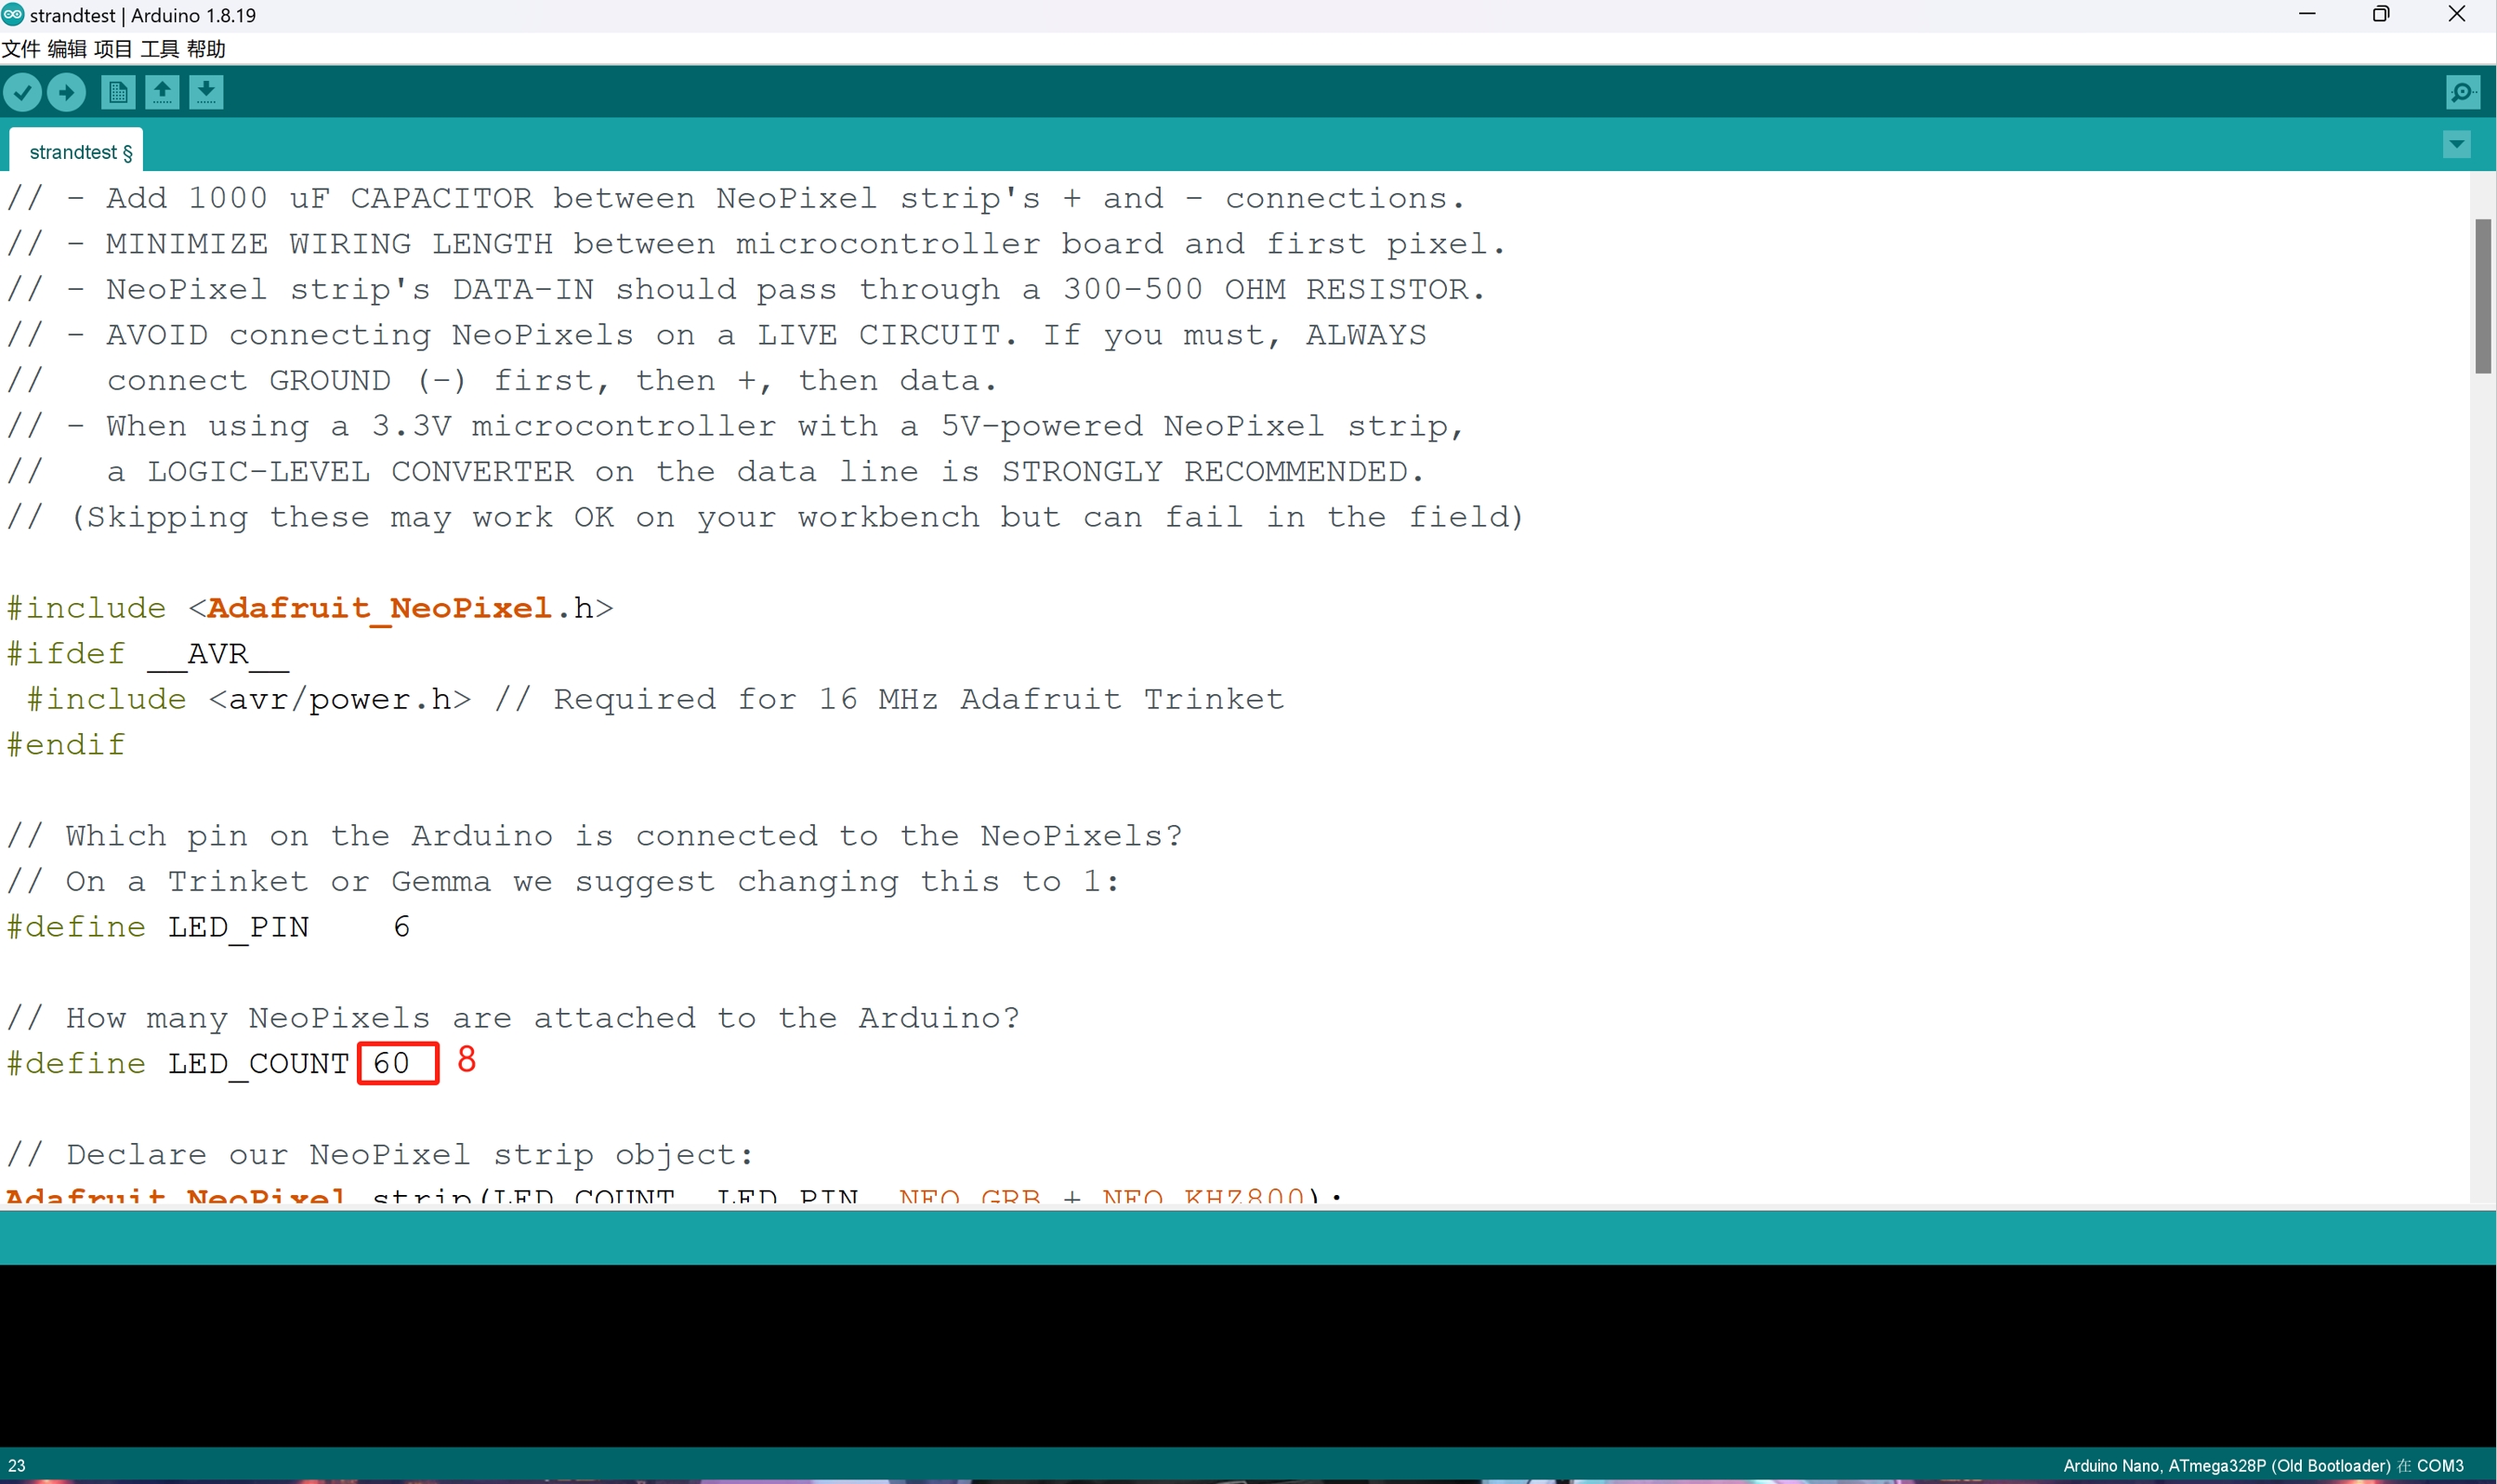 strandtest | Arduino 1.8.19
文件 编辑 项目 工具 帮助
strandtest §
// - Add 1000 uF CAPACITOR between NeoPixel strip's + and - connections.
// - MINIMIZE WIRING LENGTH between microcontroller board and first pixel.
// - NeoPixel strip's DATA-IN should pass through a 300-500 OHM RESISTOR.
// - AVOID connecting NeoPixels on a LIVE CIRCUIT. If you must, ALWAYS
//   connect GROUND (-) first, then +, then data.
// - When using a 3.3V microcontroller with a 5V-powered NeoPixel strip,
//   a LOGIC-LEVEL CONVERTER on the data line is STRONGLY RECOMMENDED.
// (Skipping these may work OK on your workbench but can fail in the field)
#include <Adafruit_NeoPixel.h>
#ifdef __AVR__
 #include <avr/power.h> // Required for 16 MHz Adafruit Trinket
#endif
// Which pin on the Arduino is connected to the NeoPixels?
// On a Trinket or Gemma we suggest changing this to 1:
#define LED_PIN    6
// How many NeoPixels are attached to the Arduino?
#define LED_COUNT 60 8
// Declare our NeoPixel strip object:
Adafruit_NeoPixel strip(LED_COUNT, LED_PIN, NEO_GRB + NEO_KHZ800);
23
Arduino Nano, ATmega328P (Old Bootloader) 在 COM3